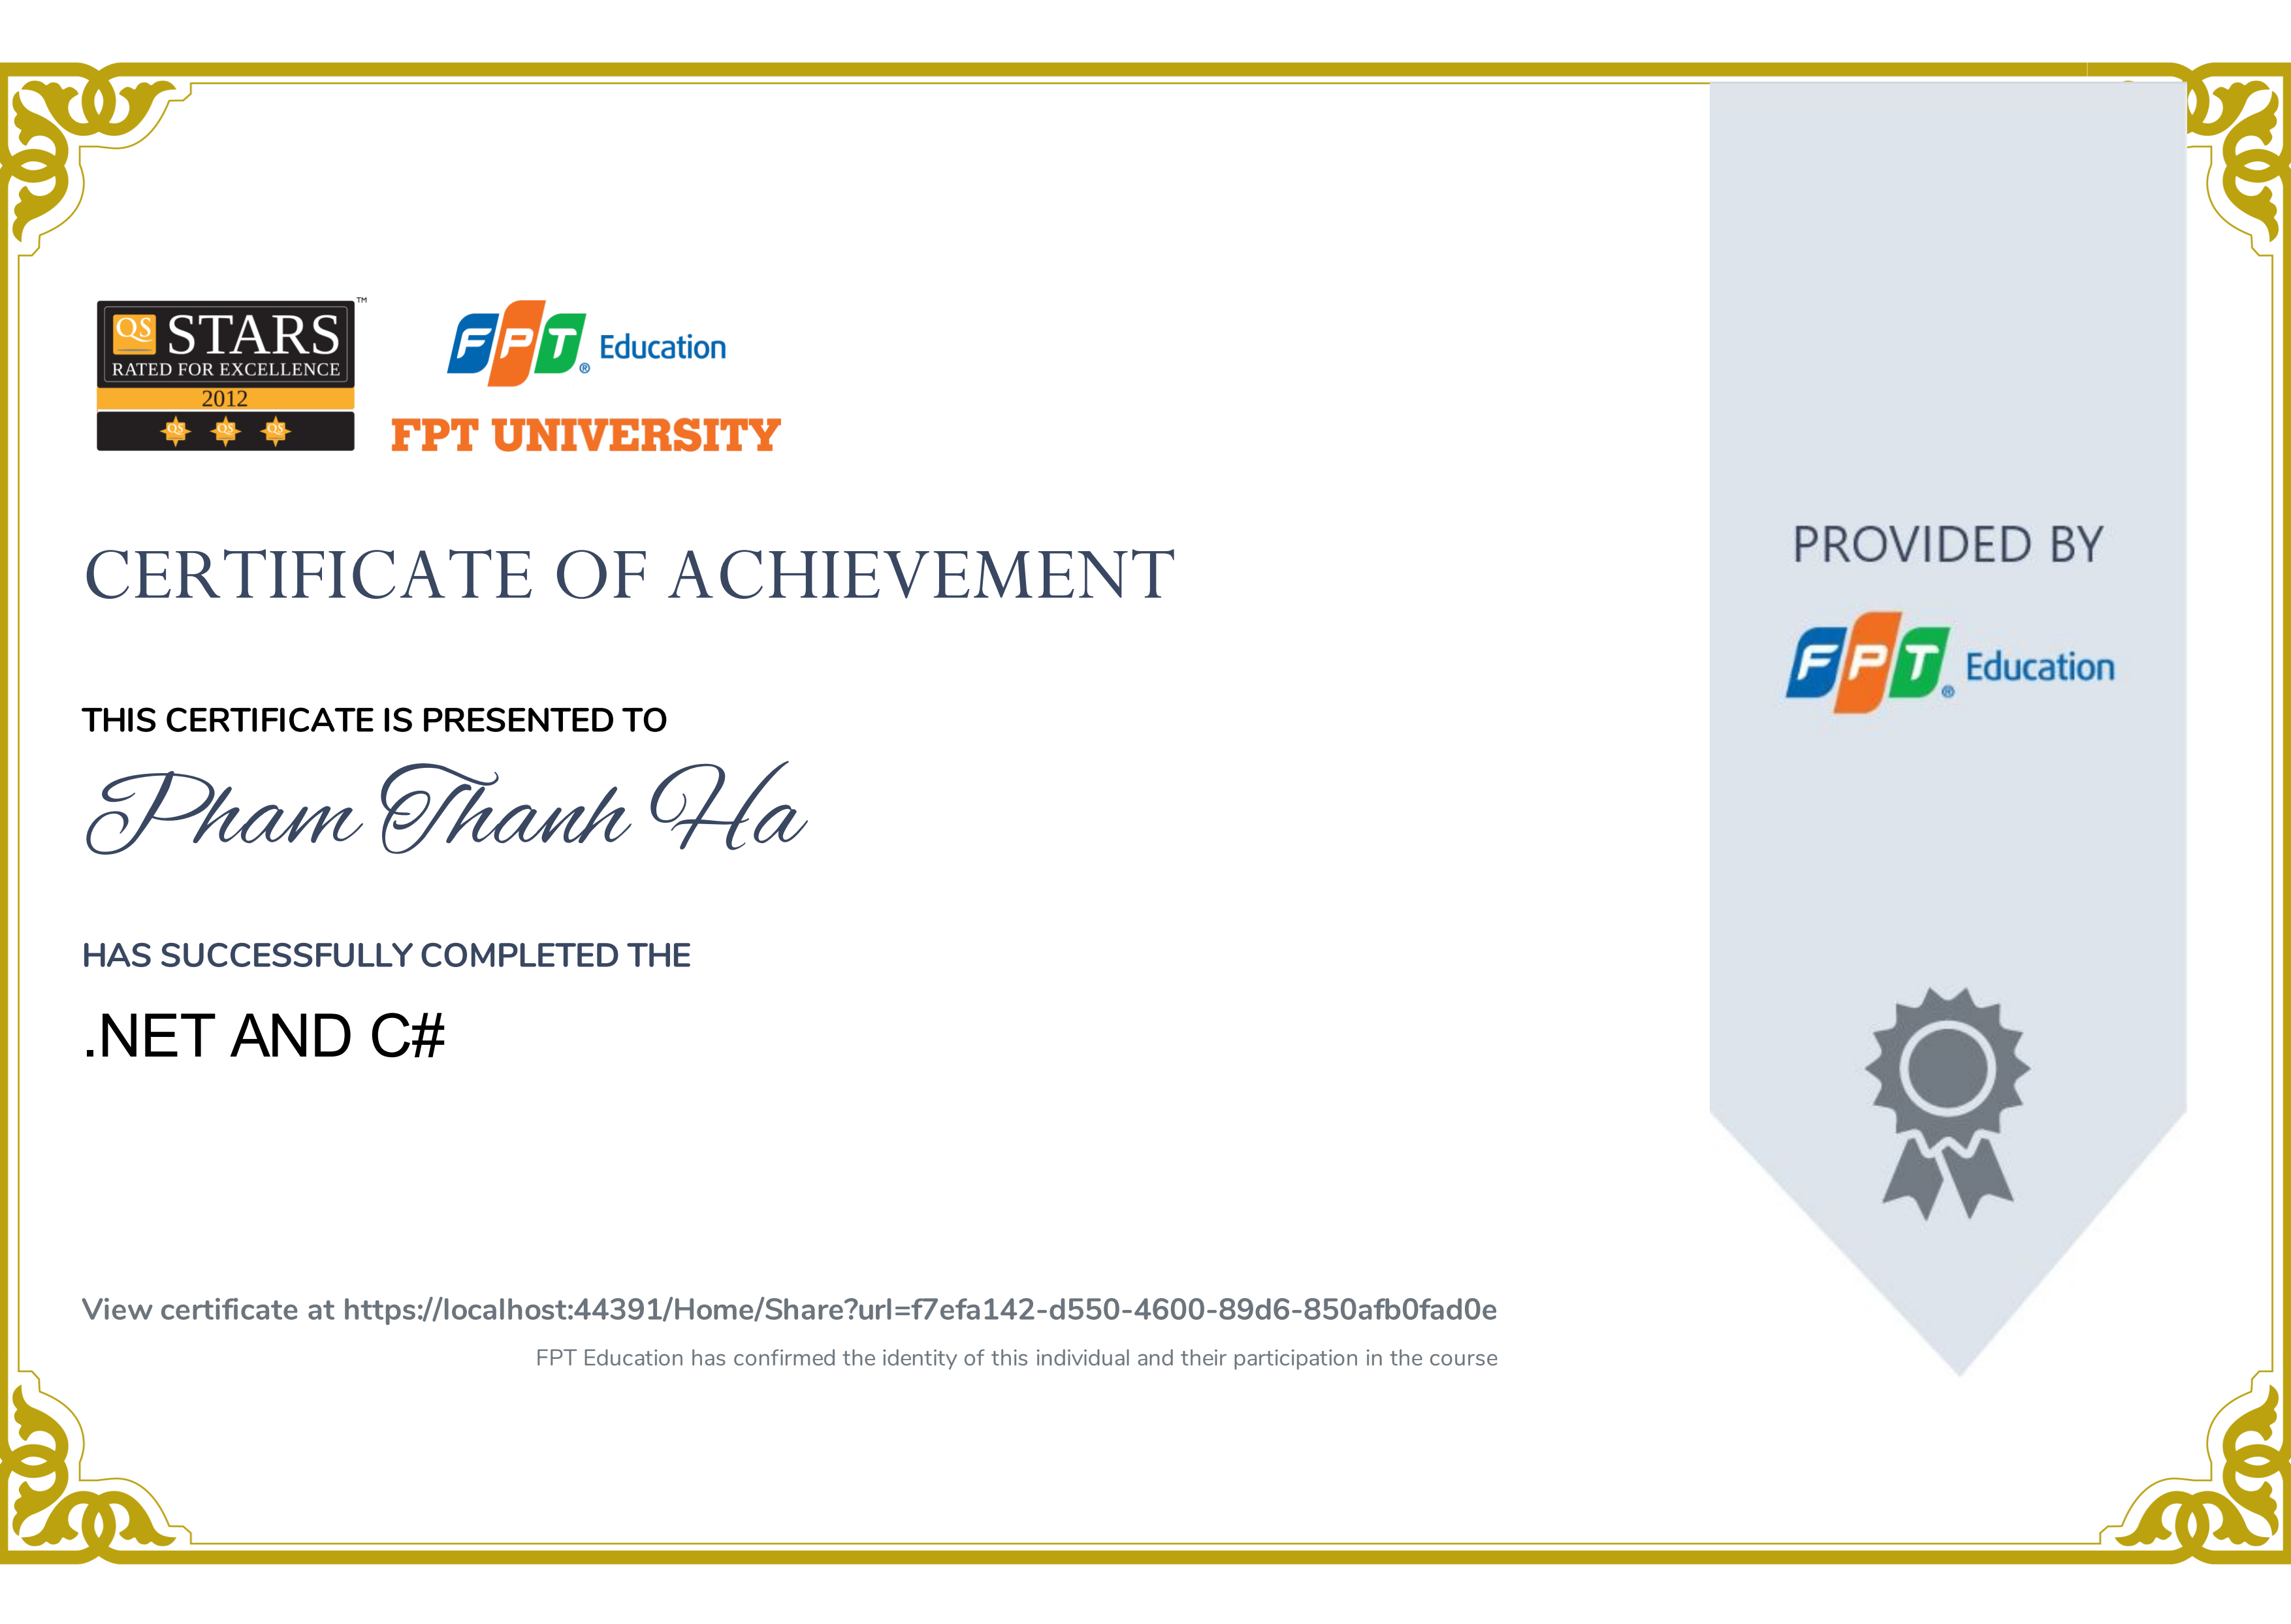 QS STARS™
RATED FOR EXCELLENCE
2012
QS QS QS
FPT® Education
FPT UNIVERSITY
CERTIFICATE OF ACHIEVEMENT
THIS CERTIFICATE IS PRESENTED TO
Pham Thanh Ha
HAS SUCCESSFULLY COMPLETED THE
.NET AND C#
View certificate at https://localhost:44391/Home/Share?url=f7efa142-d550-4600-89d6-850afb0fad0e
FPT Education has confirmed the identity of this individual and their participation in the course
PROVIDED BY
FPT® Education